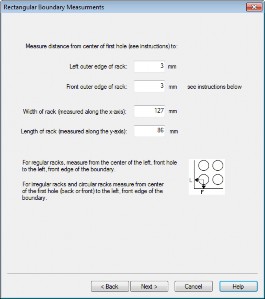 Rectangular Boundary Measurments
Measure distance from center of first hole (see instructions) to:
Left outer edge of rack: 3 mm
Front outer edge of rack: 3 mm see instructions below
Width of rack (measured along the x-axis): 127 mm
Length of rack (measured along the y-axis): 86 mm
For regular racks, measure from the center of the left, front hole
to the left, front edge of the boundary.
For irregular racks and circular racks measure from center
of the first hole (back or front) to the left, front edge of the
boundary.
L
F
< Back Next > Cancel Help